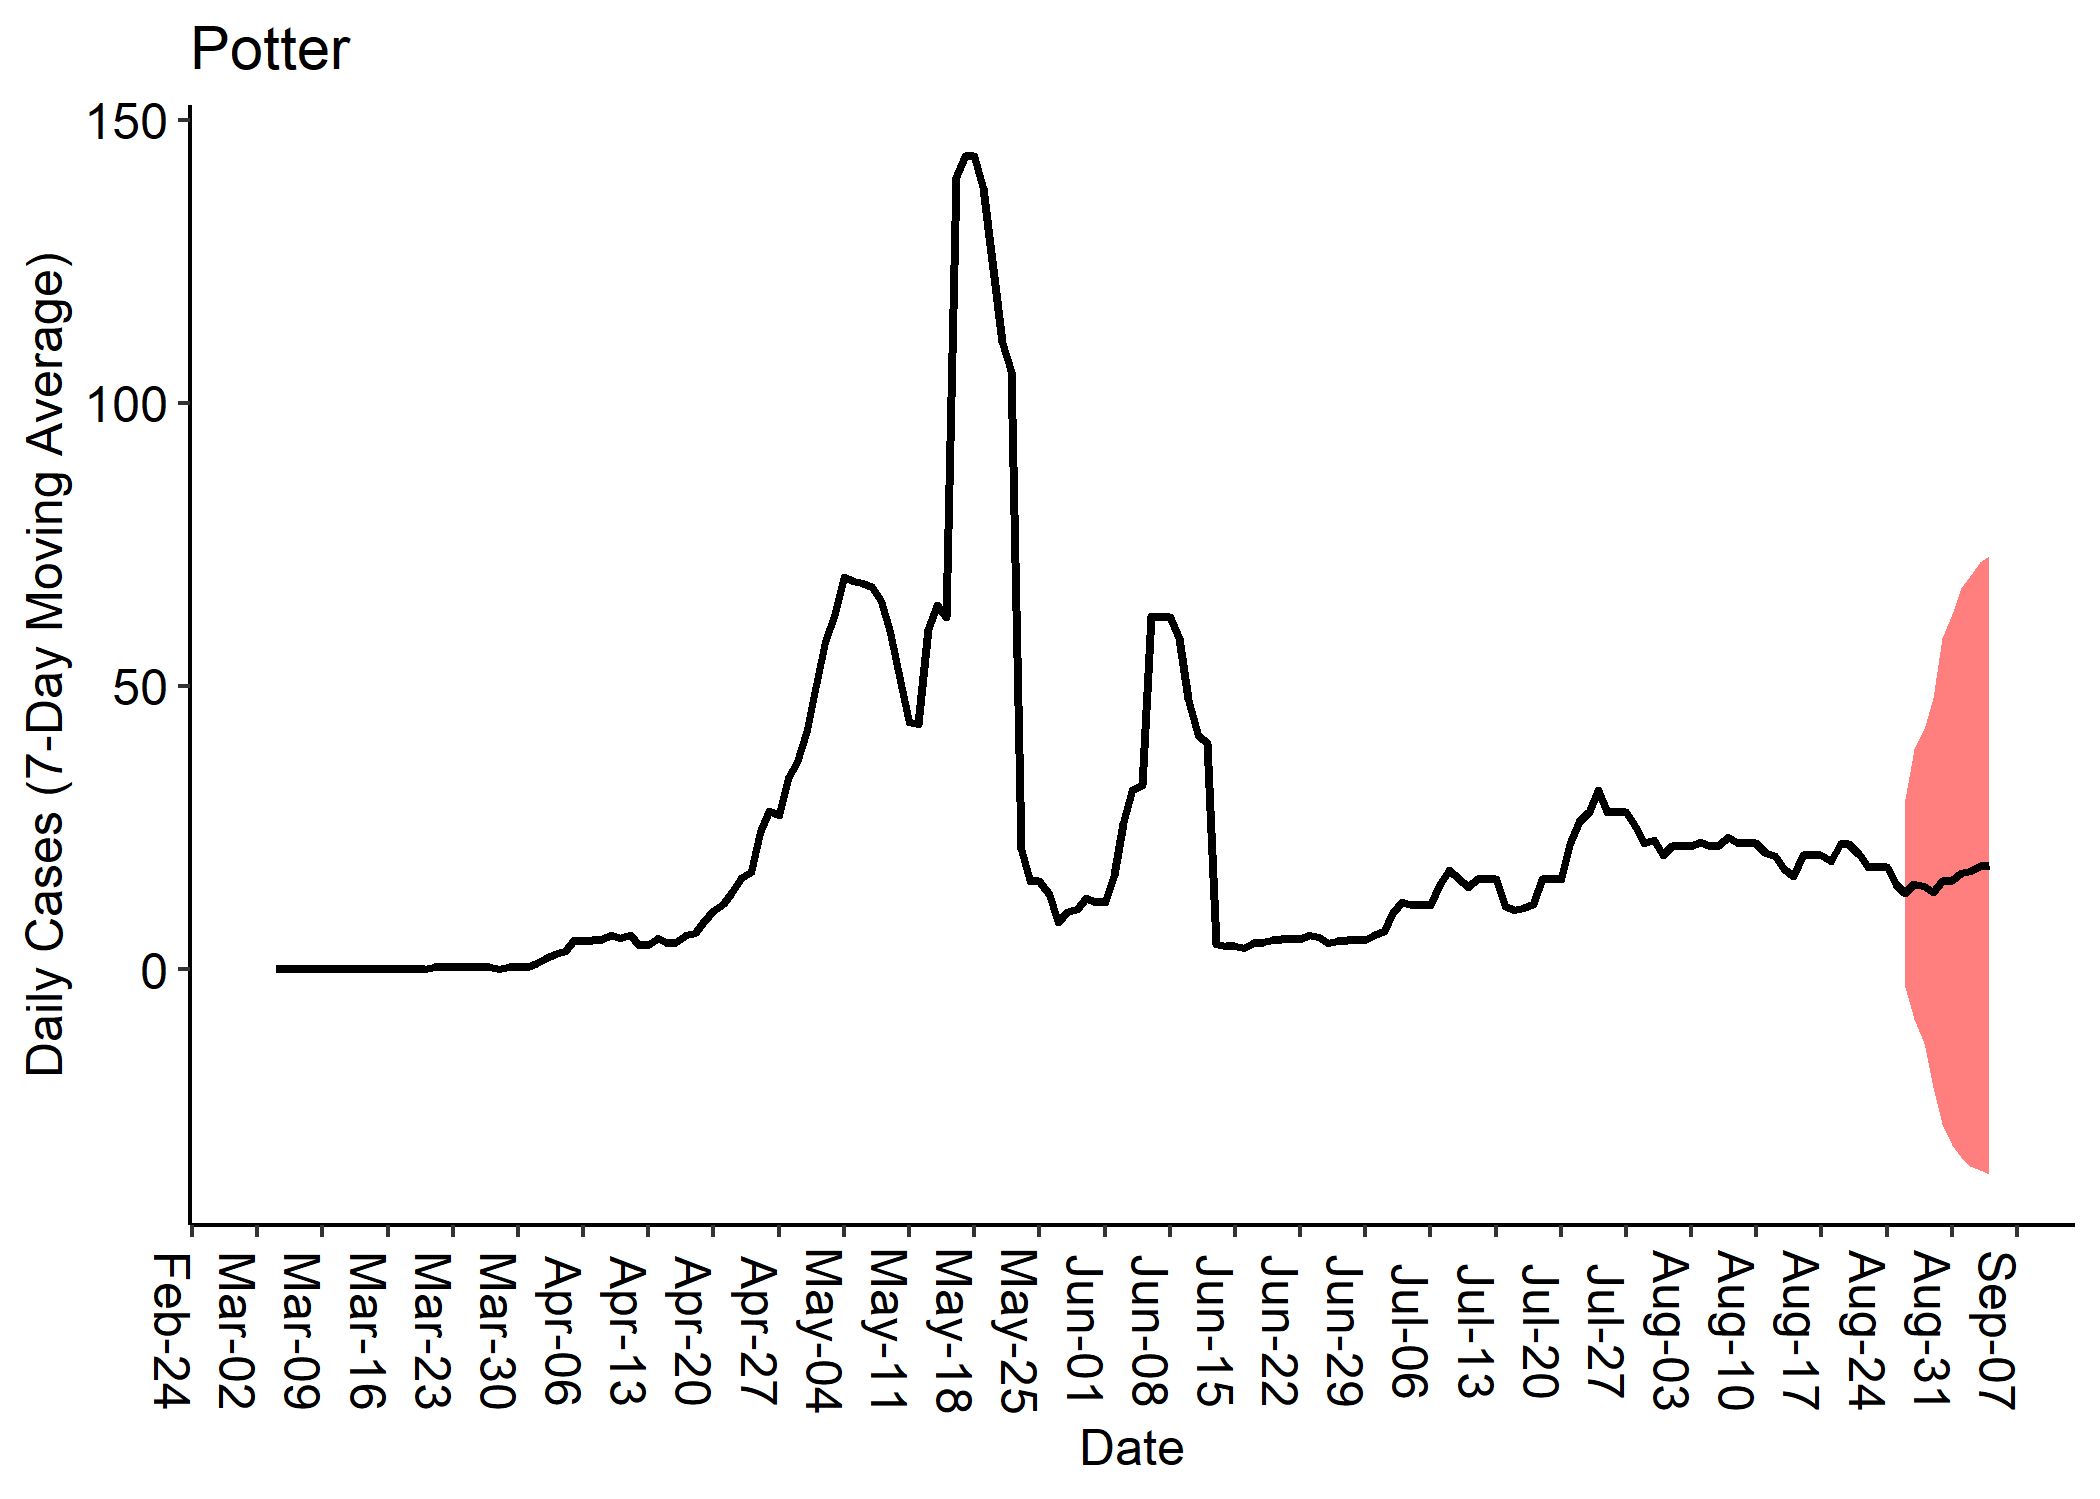 Potter
Daily Cases (7-Day Moving Average)
150
100
50
0
Feb-24
Mar-02
Mar-09
Mar-16
Mar-23
Mar-30
Apr-06
Apr-13
Apr-20
Apr-27
May-04
May-11
May-18
May-25
Jun-01
Jun-08
Jun-15
Jun-22
Jun-29
Jul-06
Jul-13
Jul-20
Jul-27
Aug-03
Aug-10
Aug-17
Aug-24
Aug-31
Sep-07
Date